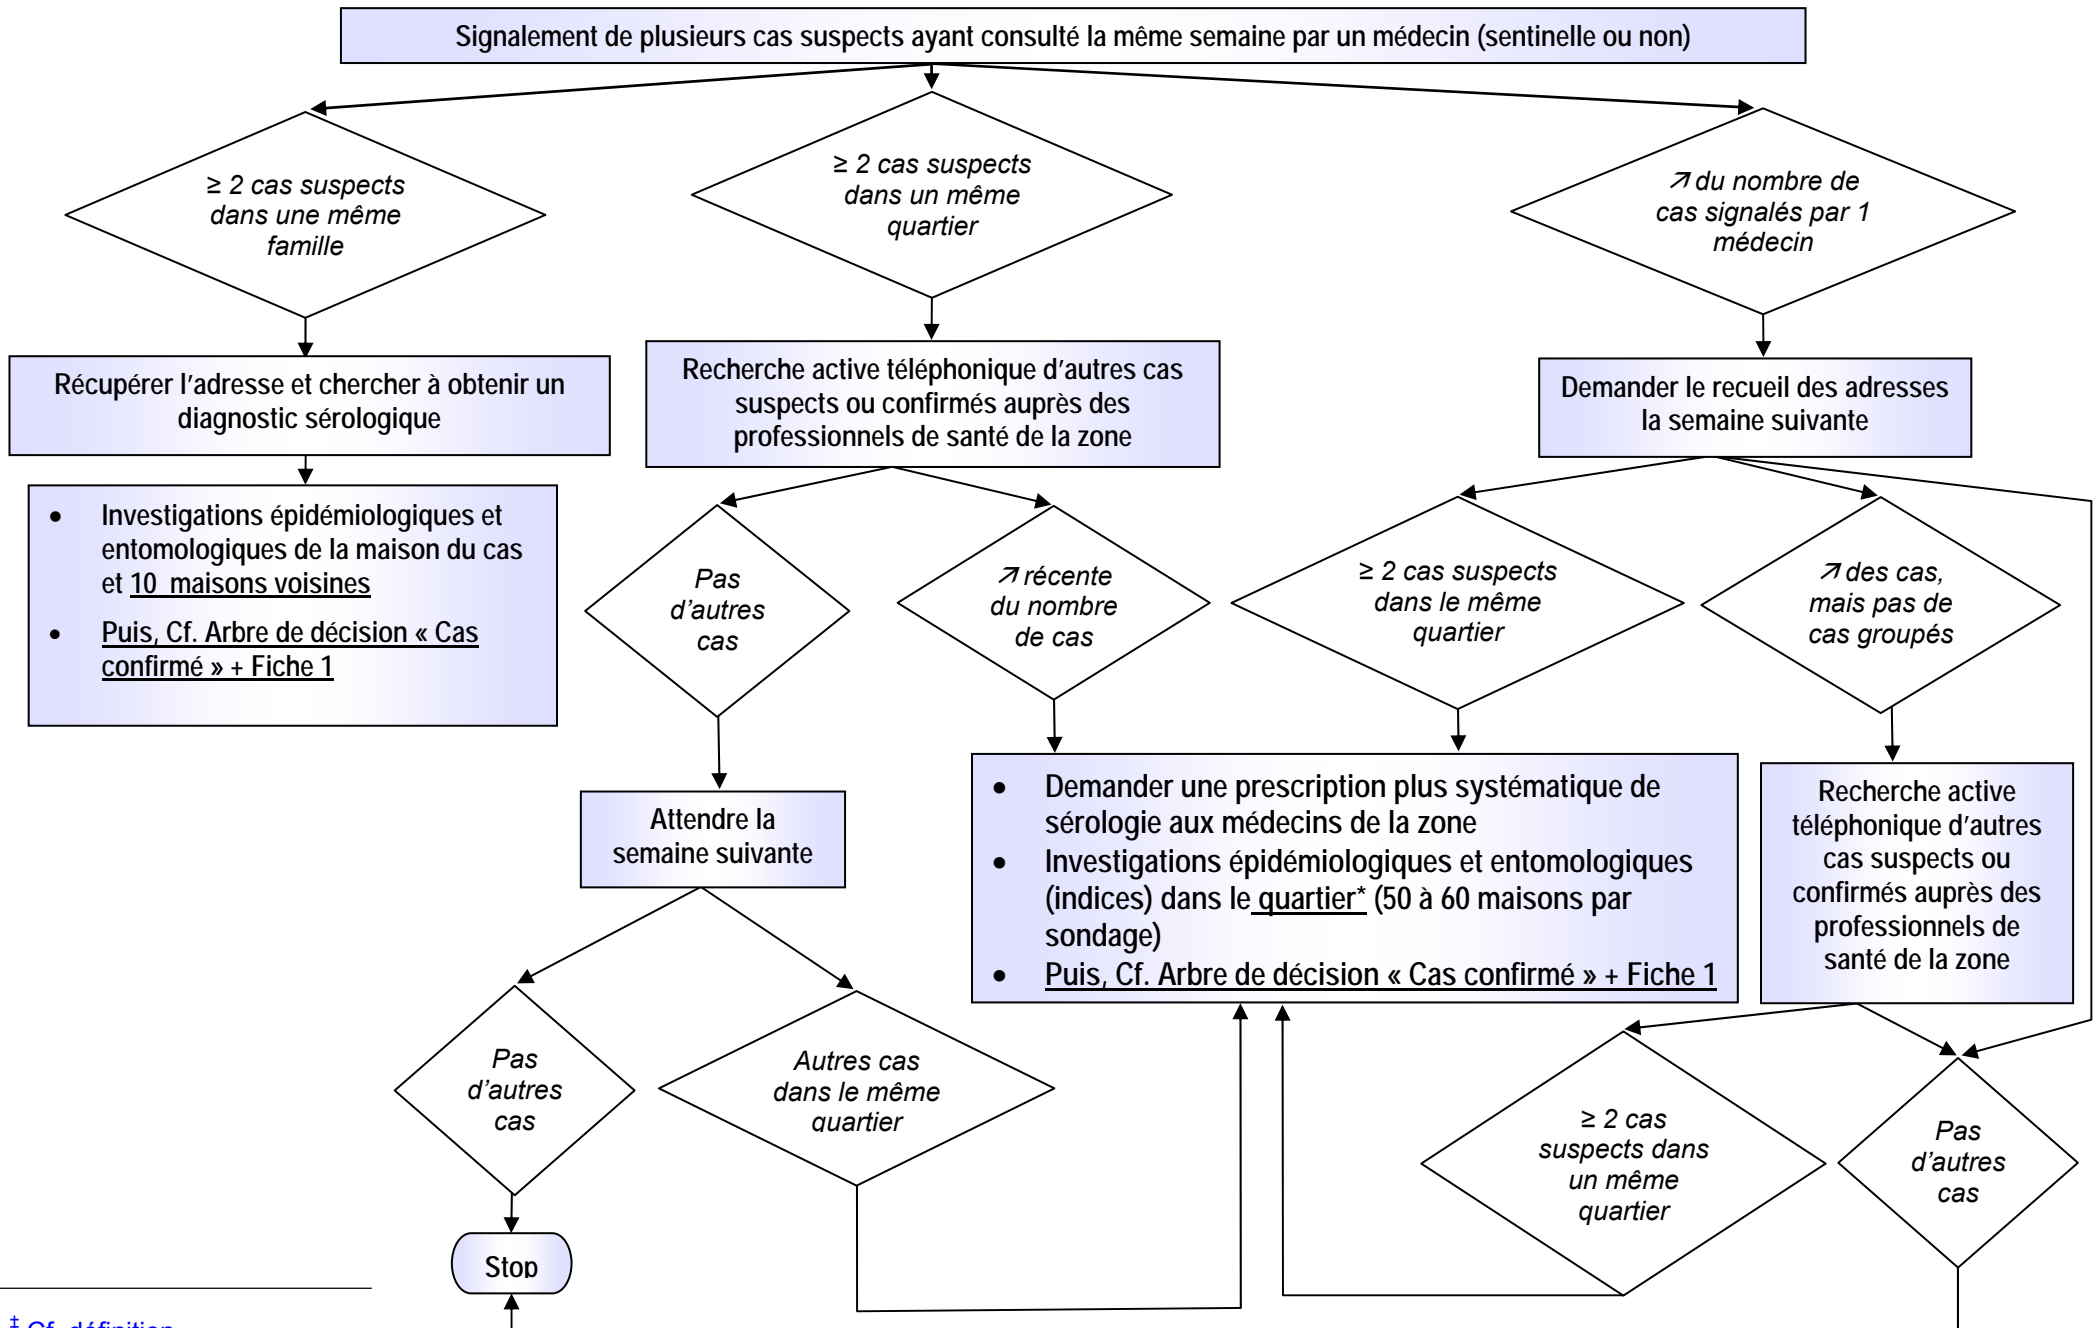 Signalement de plusieurs cas suspects ayant consulté la même semaine par un médecin (sentinelle ou non)
≥ 2 cas suspects
dans une même
famille
≥ 2 cas suspects
dans un même
quartier
↗ du nombre de
cas signalés par 1
médecin
Récupérer l'adresse et chercher à obtenir un
diagnostic sérologique
Recherche active téléphonique d'autres cas
suspects ou confirmés auprès des
professionnels de santé de la zone
Demander le recueil des adresses
la semaine suivante
• Investigations épidémiologiques et
entomologiques de la maison du cas
et 10 maisons voisines
• Puis, Cf. Arbre de décision « Cas
confirmé » + Fiche 1
Pas
d'autres
cas
↗ récente
du nombre
de cas
≥ 2 cas suspects
dans le même
quartier
↗ des cas,
mais pas de
cas groupés
Attendre la
semaine suivante
• Demander une prescription plus systématique de
sérologie aux médecins de la zone
• Investigations épidémiologiques et entomologiques
(indices) dans le quartier* (50 à 60 maisons par
sondage)
• Puis, Cf. Arbre de décision « Cas confirmé » + Fiche 1
Recherche active
téléphonique d'autres
cas suspects ou
confirmés auprès des
professionnels de
santé de la zone
Pas
d'autres
cas
Autres cas
dans le même
quartier
≥ 2 cas
suspects dans
un même
quartier
Pas
d'autres
cas
Stop
‡ Cf. définition